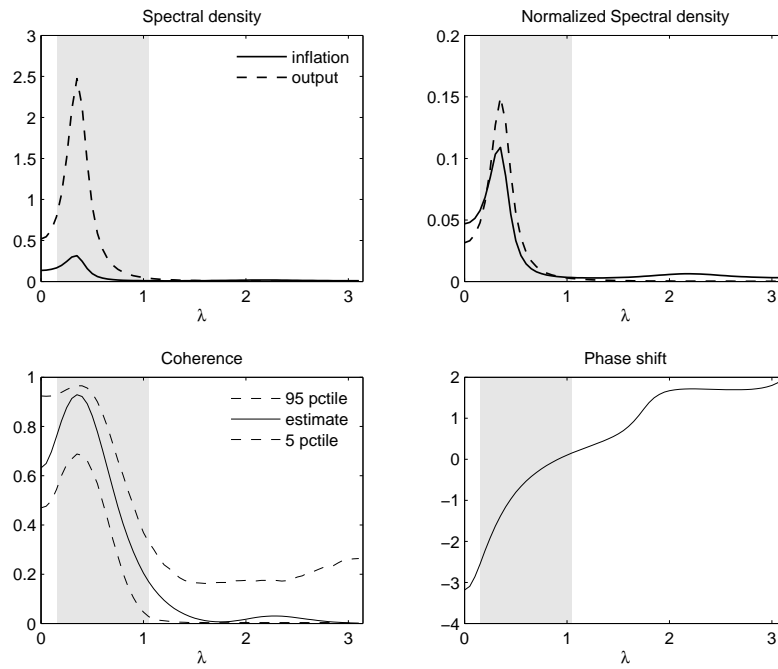 Spectral density
3
2.5
2
1.5
1
0.5
0
0 1 2 3
λ
inflation
output
Normalized Spectral density
0.2
0.15
0.1
0.05
0
0 1 2 3
λ
Coherence
1
0.8
0.6
0.4
0.2
0
0 1 2 3
λ
95 pctile
estimate
5 pctile
Phase shift
2
1
0
−1
−2
−3
−4
0 1 2 3
λ